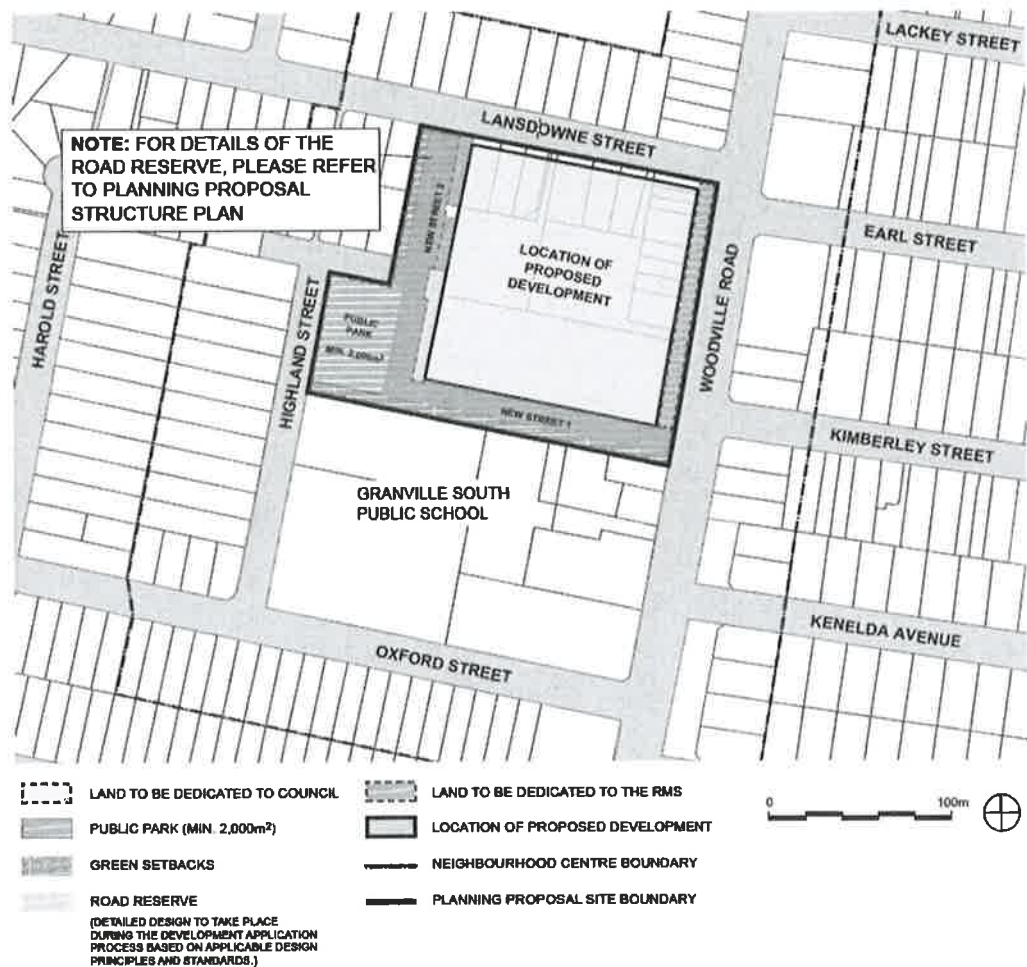 LACKEY STREET
LANSDOWNE STREET
NOTE: FOR DETAILS OF THE
ROAD RESERVE, PLEASE REFER
TO PLANNING PROPOSAL
STRUCTURE PLAN
NEW STREET 2
LOCATION OF
PROPOSED
DEVELOPMENT
EARL STREET
HAROLD STREET
HIGHLAND STREET
PUBLIC
PARK
MIN. 2,000m²
WOODVILLE ROAD
NEW STREET 1
KIMBERLEY STREET
GRANVILLE SOUTH
PUBLIC SCHOOL
KENELDA AVENUE
OXFORD STREET
LAND TO BE DEDICATED TO COUNCIL
PUBLIC PARK (MIN. 2,000m²)
GREEN SETBACKS
ROAD RESERVE
(DETAILED DESIGN TO TAKE PLACE
DURING THE DEVELOPMENT APPLICATION
PROCESS BASED ON APPLICABLE DESIGN
PRINCIPLES AND STANDARDS.)
LAND TO BE DEDICATED TO THE RMS
LOCATION OF PROPOSED DEVELOPMENT
NEIGHBOURHOOD CENTRE BOUNDARY
PLANNING PROPOSAL SITE BOUNDARY
0 100m